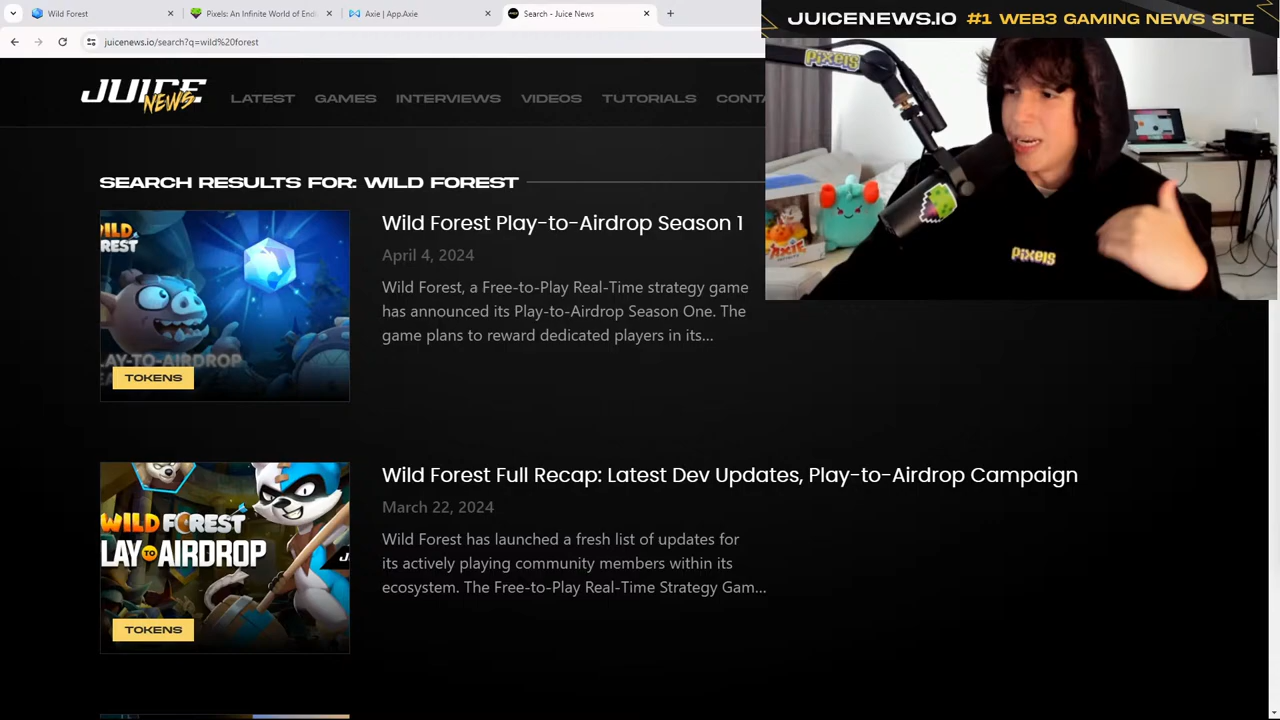 Wild Forest
Pixels: An Infinite World of Endl
Axie | App.Axie
Search - Juice News
juicenews.io/search?q=wild%20forest
JUICENEWS.IO #1 WEB3 GAMING NEWS SITE
JUICE NEWS
LATEST GAMES INTERVIEWS VIDEOS TUTORIALS CONTA
PIXELS
AXIE
PIXELS
SEARCH RESULTS FOR: WILD FOREST
WILD
FOREST
LAY-TO-AIRDROP
TOKENS
Wild Forest Play-to-Airdrop Season 1
April 4, 2024
Wild Forest, a Free-to-Play Real-Time strategy game
has announced its Play-to-Airdrop Season One. The
game plans to reward dedicated players in its...
WILD FOREST
LAY TO AIRDROP
TOKENS
Wild Forest Full Recap: Latest Dev Updates, Play-to-Airdrop Campaign
March 22, 2024
Wild Forest has launched a fresh list of updates for
its actively playing community members within its
ecosystem. The Free-to-Play Real-Time Strategy Gam...